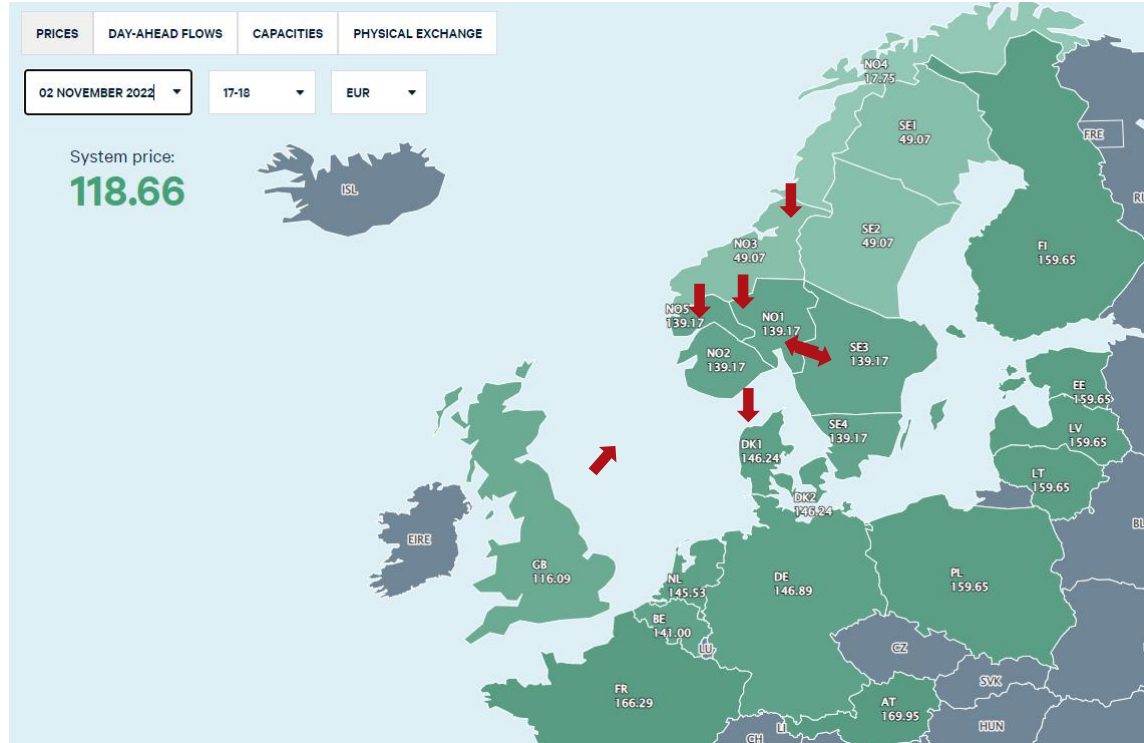 PRICES
DAY-AHEAD FLOWS
CAPACITIES
PHYSICAL EXCHANGE
02 NOVEMBER 2022
17-18
EUR
System price:
118.66
ISL
NO4
17.75
SE1
49.07
FRE
RU
SE2
49.07
NO3
49.07
FI
159.65
NO5
139.17
NO1
139.17
NO2
139.17
SE3
139.17
EE
159.65
SE4
139.17
LV
159.65
DK1
146.24
LT
159.65
DK2
146.24
BL
EIRE
GB
116.09
NL
145.53
DE
146.89
PL
159.65
BE
141.00
LU
CZ
SVK
FR
166.29
AT
169.95
HUN
LI
CH